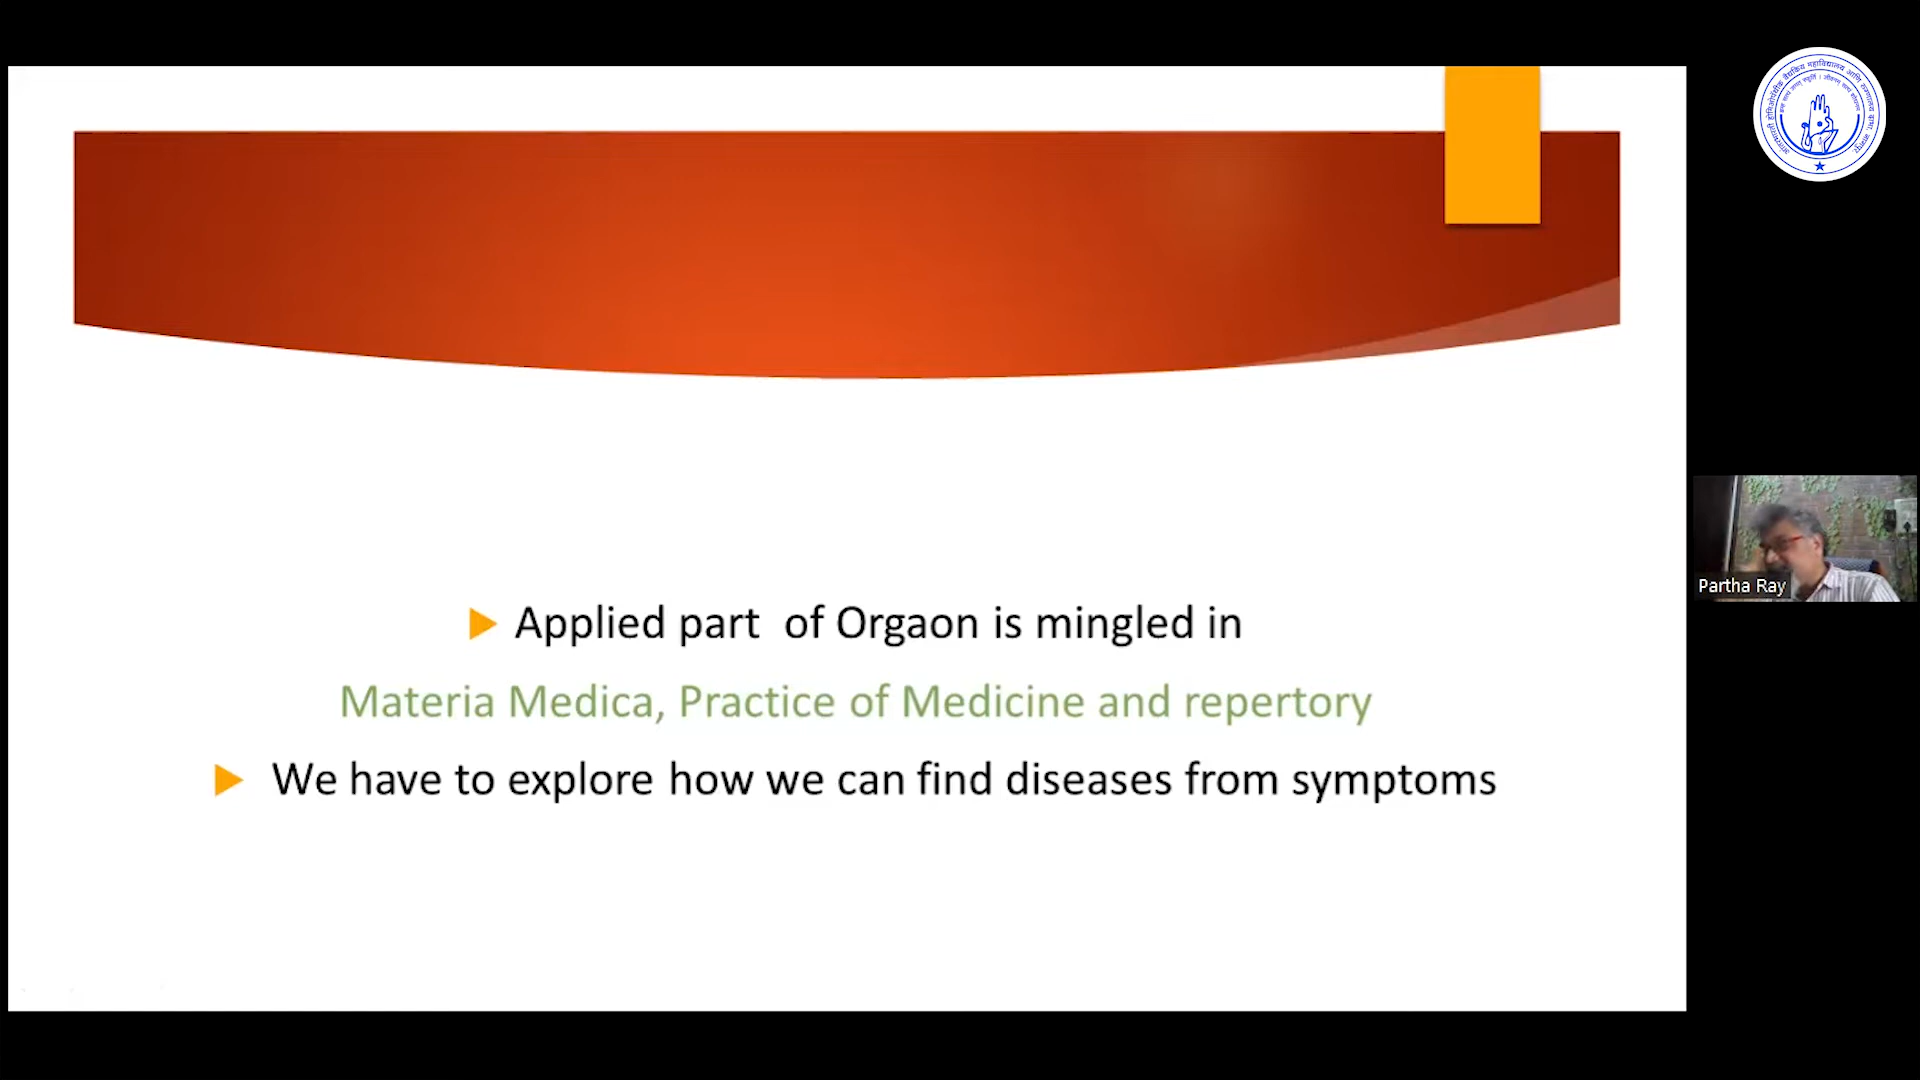 Applied part  of Orgaon is mingled in
Materia Medica, Practice of Medicine and repertory
We have to explore how we can find diseases from symptoms
Partha Ray